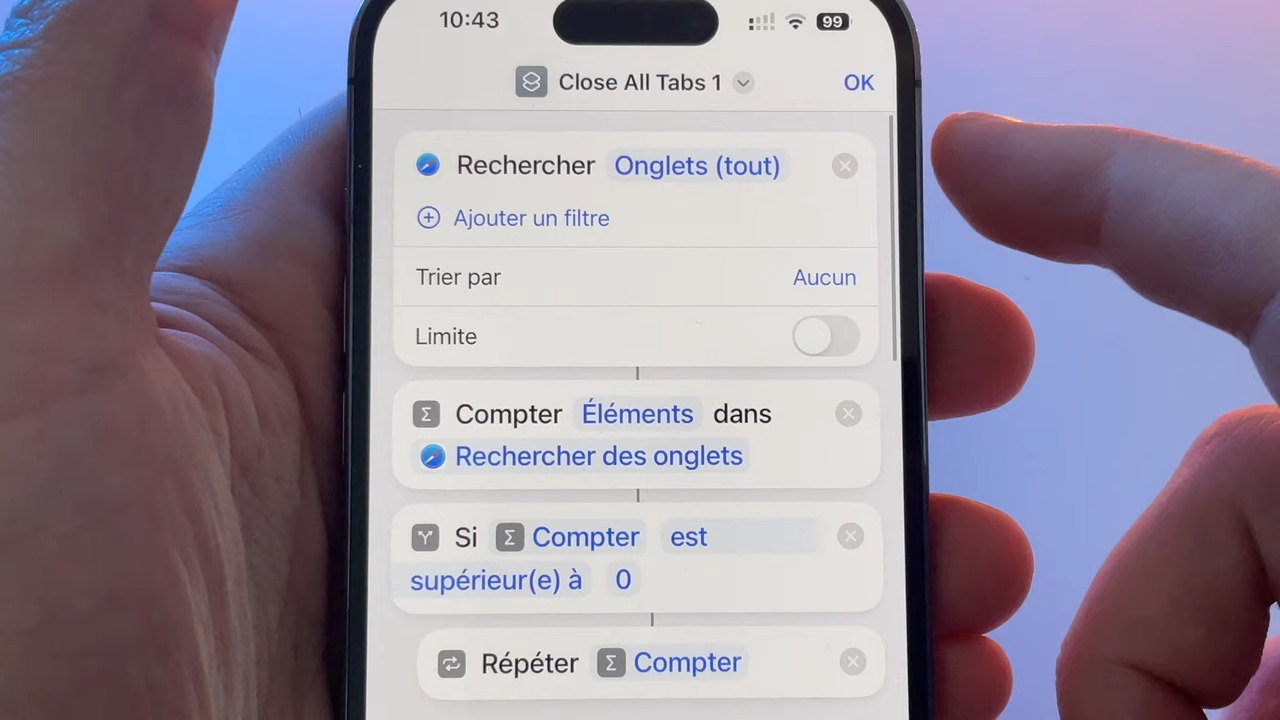 10:43
99
Close All Tabs 1
OK
Rechercher Onglets (tout)
Ajouter un filtre
Trier par Aucun
Limite
Σ Compter Éléments dans
Rechercher des onglets
Si Σ Compter est
supérieur(e) à 0
Répéter Σ Compter